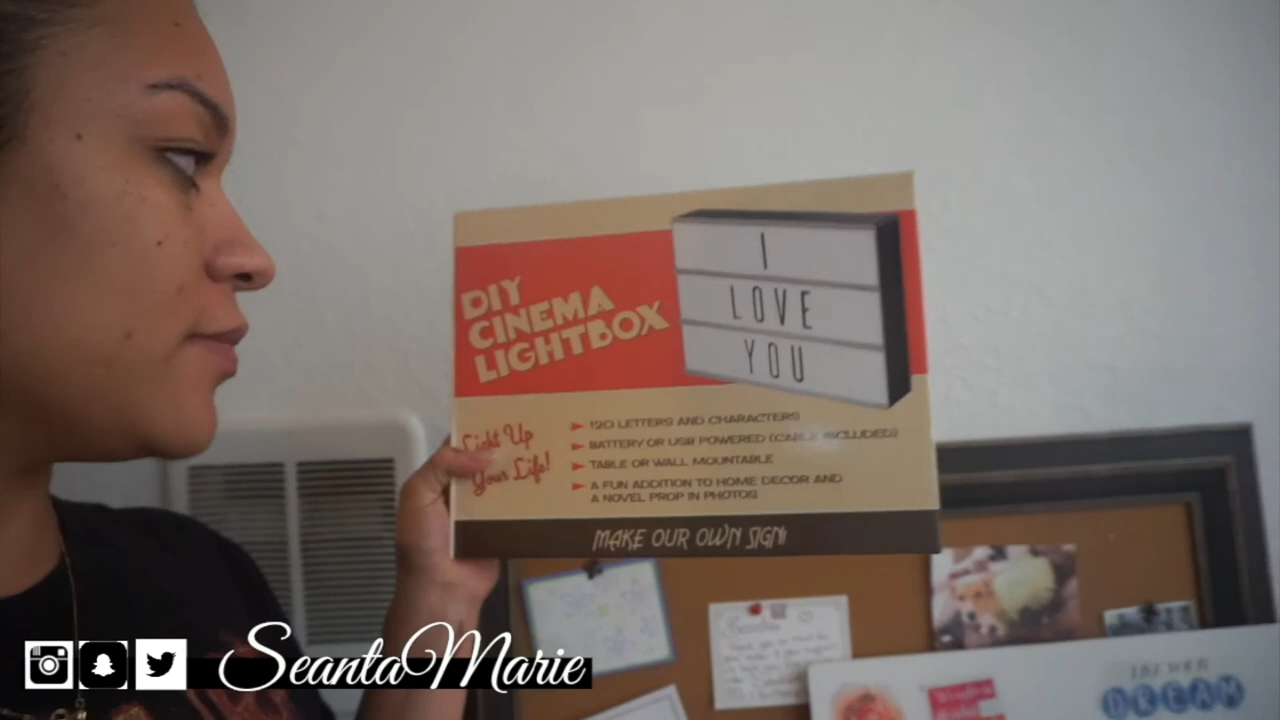 I
LOVE
YOU
DIY
CINEMA
LIGHTBOX
Light Up
Your Life!
120 LETTERS AND CHARACTERS
BATTERY OR USB POWERED (CABLE INCLUDED)
TABLE OR WALL MOUNTABLE
A FUN ADDITION TO HOME DECOR AND
A NOVEL PROP IN PHOTOS
MAKE OUR OWN SIGN!
SeantaMarie
DREAM